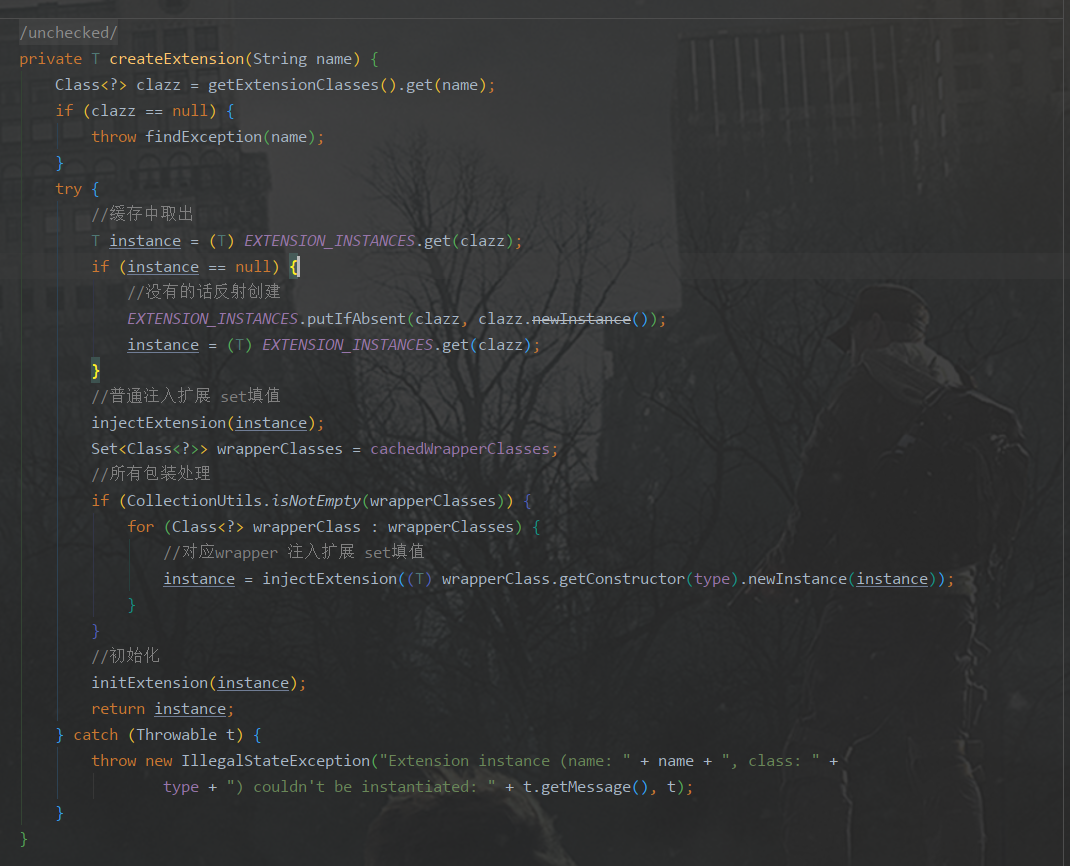 /unchecked/
private T createExtension(String name) {
Class<?> clazz = getExtensionClasses().get(name);
if (clazz == null) {
throw findException(name);
}
try {
//缓存中取出
T instance = (T) EXTENSION_INSTANCES.get(clazz);
if (instance == null) {
//没有的话反射创建
EXTENSION_INSTANCES.putIfAbsent(clazz, clazz.newInstance());
instance = (T) EXTENSION_INSTANCES.get(clazz);
}
//普通注入扩展 set填值
injectExtension(instance);
Set<Class<?>> wrapperClasses = cachedWrapperClasses;
//所有包装处理
if (CollectionUtils.isNotEmpty(wrapperClasses)) {
for (Class<?> wrapperClass : wrapperClasses) {
//对应wrapper 注入扩展 set填值
instance = injectExtension((T) wrapperClass.getConstructor(type).newInstance(instance));
}
}
//初始化
initExtension(instance);
return instance;
} catch (Throwable t) {
throw new IllegalStateException("Extension instance (name: " + name + ", class: " +
type + ") couldn't be instantiated: " + t.getMessage(), t);
}
}